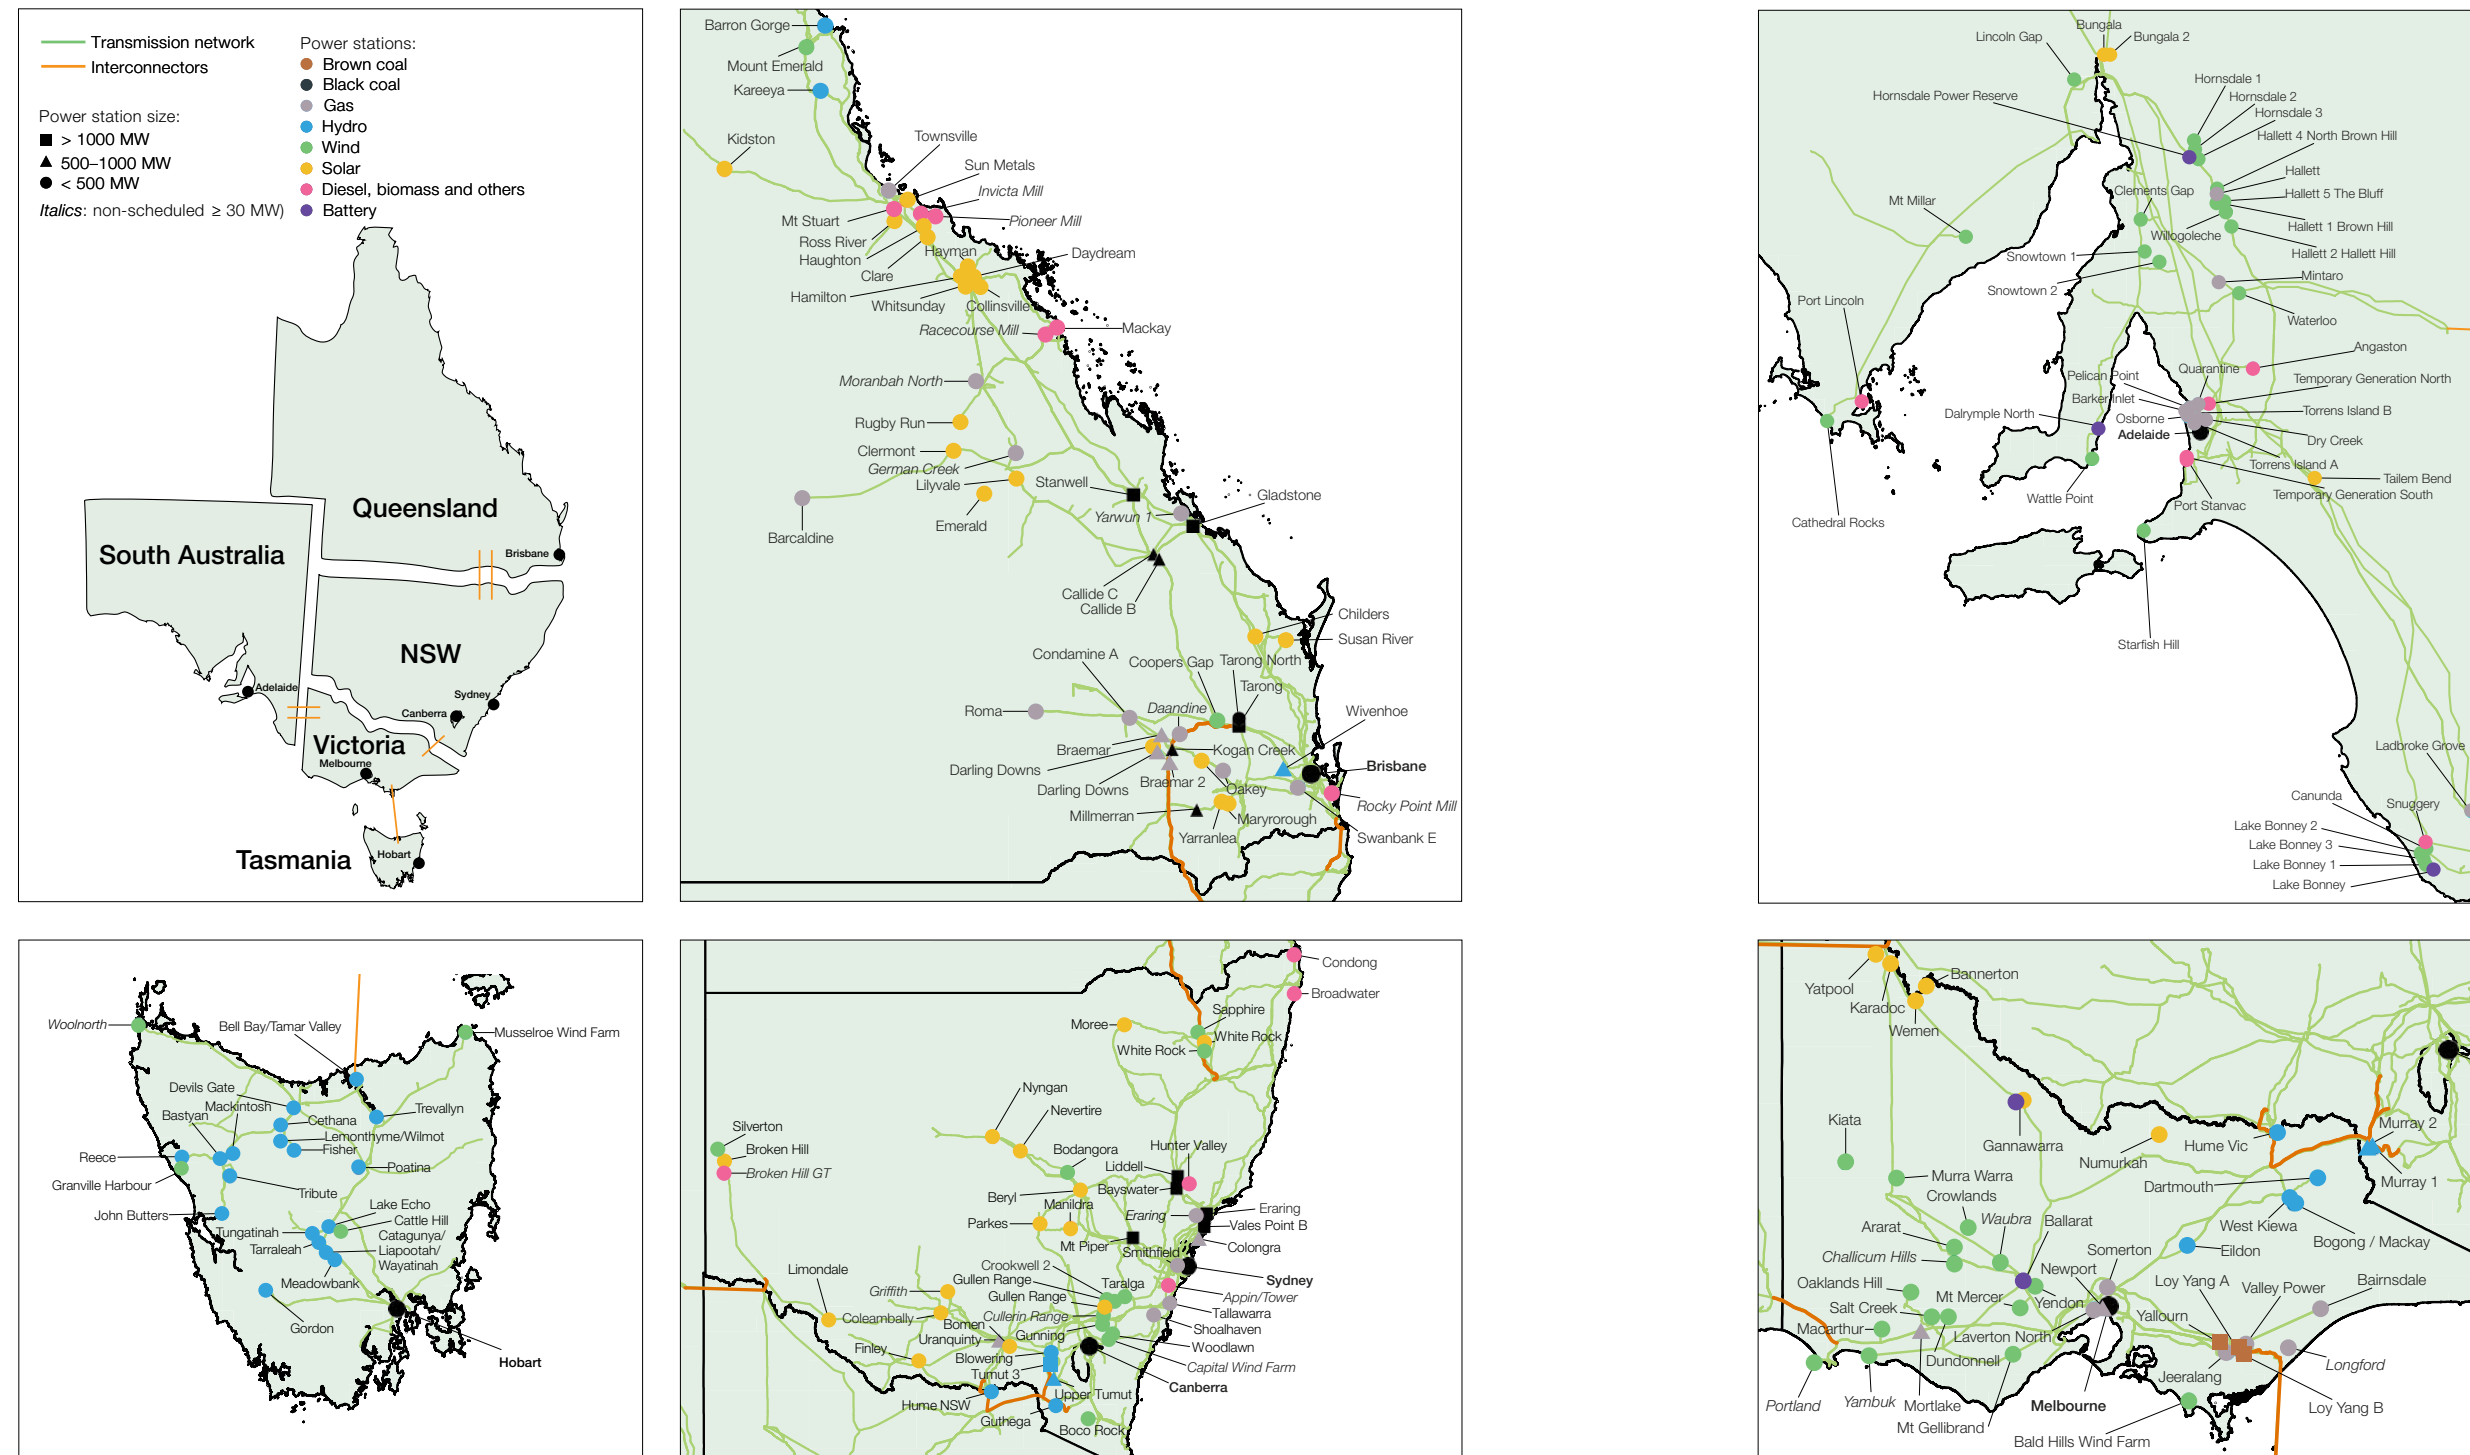 Transmission network
Interconnectors
Power station size:
> 1000 MW
500–1000 MW
< 500 MW
Italics: non-scheduled ≥ 30 MW)
Power stations:
Brown coal
Black coal
Gas
Hydro
Wind
Solar
Diesel, biomass and others
Battery
Queensland
South Australia
Brisbane
NSW
Adelaide
Sydney
Canberra
Victoria
Melbourne
Tasmania
Hobart
Barron Gorge
Mount Emerald
Kareeya
Kidston
Townsville
Sun Metals
Invicta Mill
Pioneer Mill
Mt Stuart
Ross River
Haughton
Clare
Hayman
Daydream
Hamilton
Whitsunday
Collinsville
Racecourse Mill
Mackay
Moranbah North
Rugby Run
Clermont
German Creek
Lilyvale
Stanwell
Gladstone
Yarwun 1
Emerald
Barcaldine
Callide C
Callide B
Childers
Susan River
Condamine A
Coopers Gap
Tarong North
Tarong
Roma
Daandine
Wivenhoe
Braemar
Kogan Creek
Darling Downs
Brisbane
Darling Downs
Braemar 2
Oakey
Rocky Point Mill
Millmerran
Maryrorough
Yarranlea
Swanbank E
Bungala
Lincoln Gap
Bungala 2
Hornsdale 1
Hornsdale Power Reserve
Hornsdale 2
Hornsdale 3
Hallett 4 North Brown Hill
Hallett
Clements Gap
Hallett 5 The Bluff
Mt Millar
Hallett 1 Brown Hill
Willogoleche
Hallett 2 Hallett Hill
Snowtown 1
Mintaro
Snowtown 2
Port Lincoln
Waterloo
Angaston
Quarantine
Pelican Point
Temporary Generation North
Barker Inlet
Torrens Island B
Dalrymple North
Osborne
Adelaide
Dry Creek
Torrens Island A
Tailem Bend
Wattle Point
Temporary Generation South
Port Stanvac
Cathedral Rocks
Starfish Hill
Ladbroke Grove
Canunda
Snuggery
Lake Bonney 2
Lake Bonney 3
Lake Bonney 1
Lake Bonney
Woolnorth
Bell Bay/Tamar Valley
Musselroe Wind Farm
Devils Gate
Mackintosh
Bastyan
Cethana
Trevallyn
Lemonthyme/Wilmot
Fisher
Reece
Poatina
Granville Harbour
Tribute
John Butters
Lake Echo
Cattle Hill
Tungatinah
Catagunya/
Liapootah/
Wayatinah
Tarraleah
Meadowbank
Gordon
Hobart
Condong
Broadwater
Sapphire
Moree
White Rock
White Rock
Nyngan
Nevertire
Silverton
Broken Hill
Broken Hill GT
Bodangora
Hunter Valley
Liddell
Bayswater
Beryl
Manildra
Eraring
Eraring
Parkes
Vales Point B
Mt Piper
Colongra
Smithfield
Limondale
Crookwell 2
Gullen Range
Taralga
Sydney
Griffith
Gullen Range
Appin/Tower
Coleambally
Cullerin Range
Tallawarra
Bomen
Shoalhaven
Uranquinty
Gunning
Woodlawn
Finley
Blowering
Capital Wind Farm
Tumut 3
Canberra
Upper Tumut
Hume NSW
Guthega
Boco Rock
Yatpool
Bannerton
Karadoc
Wemen
Kiata
Gannawarra
Numurkah
Hume Vic
Murray 2
Murra Warra
Dartmouth
Murray 1
Crowlands
Ararat
Waubra
Ballarat
West Kiewa
Bogong / Mackay
Challicum Hills
Somerton
Eildon
Oaklands Hill
Newport
Loy Yang A
Valley Power
Bairnsdale
Salt Creek
Mt Mercer
Yendon
Yallourn
Macarthur
Laverton North
Dundonnell
Longford
Jeeralang
Portland
Yambuk
Mortlake
Melbourne
Loy Yang B
Mt Gellibrand
Bald Hills Wind Farm